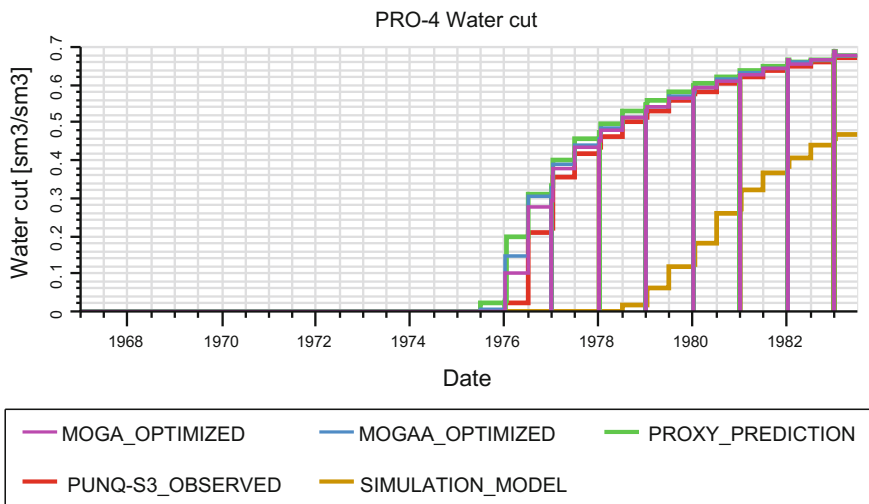 PRO-4 Water cut
Water cut [sm3/sm3]
0.7
0.6
0.5
0.4
0.3
0.2
0.1
0
1968 1970 1972 1974 1976 1978 1980 1982
Date
MOGA_OPTIMIZED MOGAA_OPTIMIZED PROXY_PREDICTION
PUNQ-S3_OBSERVED SIMULATION_MODEL